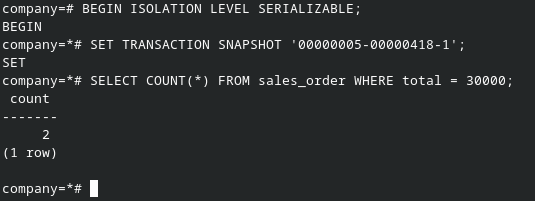 company=# BEGIN ISOLATION LEVEL SERIALIZABLE;
BEGIN
company=*# SET TRANSACTION SNAPSHOT '00000005-00000418-1';
SET
company=*# SELECT COUNT(*) FROM sales_order WHERE total = 30000;
 count
-------
     2
(1 row)

company=*#